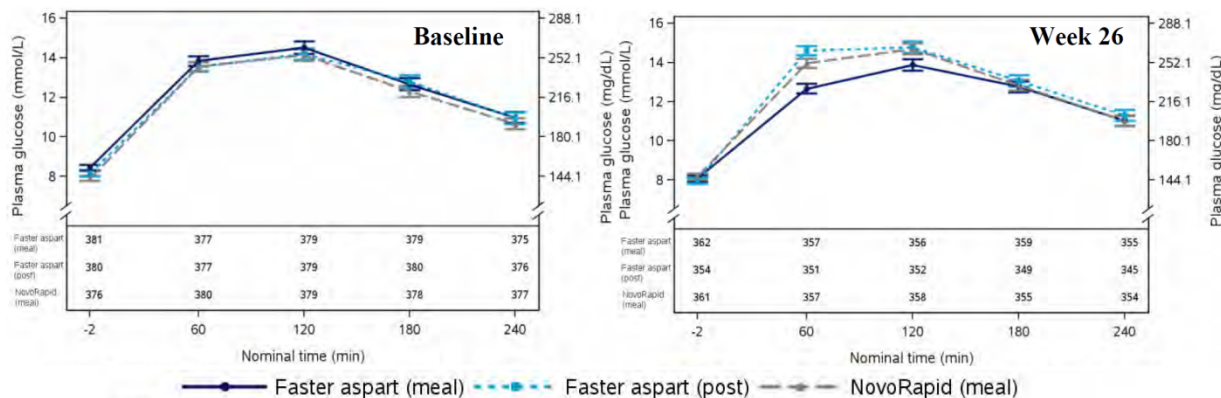 Baseline
Plasma glucose (mmol/L)
16
14
12
10
8
288.1
252.1
216.1
180.1
144.1
Plasma glucose (mg/dL)
Faster aspart (meal) 381 377 379 379 375
Faster aspart (post) 380 377 379 380 376
NovoRapid (meal) 376 380 379 378 377
-2 60 120 180 240
Nominal time (min)
Week 26
Plasma glucose (mmol/L)
16
14
12
10
8
288.1
252.1
216.1
180.1
144.1
Plasma glucose (mg/dL)
Faster aspart (meal) 362 357 356 359 355
Faster aspart (post) 354 351 352 349 345
NovoRapid (meal) 361 357 358 355 354
-2 60 120 180 240
Nominal time (min)
Faster aspart (meal) Faster aspart (post) NovoRapid (meal)